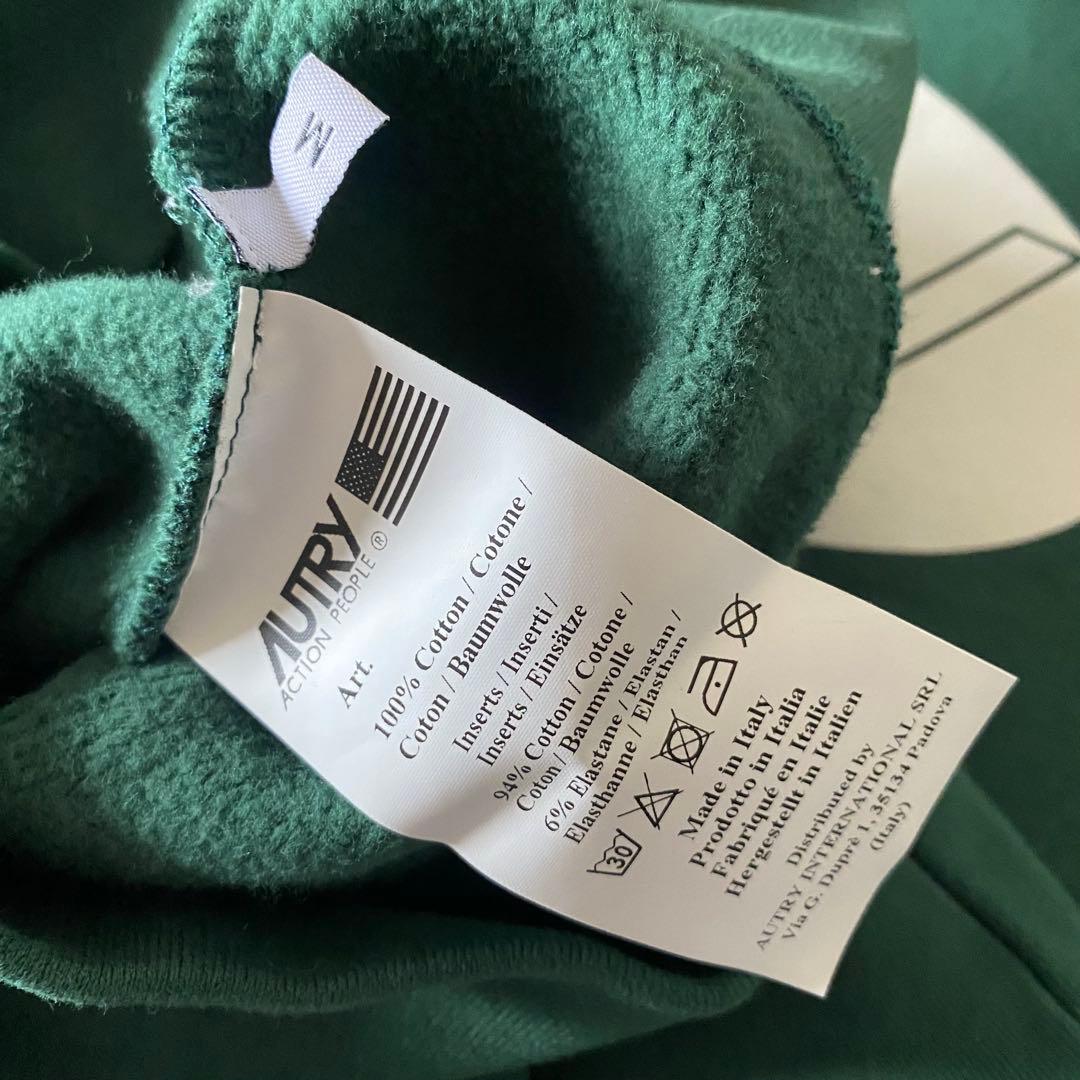 M
AUTRY
ACTION PEOPLE ®
Art.
100% Cotton / Cotone /
Coton / Baumwolle
Inserts / Inserti /
Inserts / Einsätze
94% Cotton / Cotone /
Coton / Baumwolle
6% Elastane / Elastan /
Elasthanne / Elasthan
30
Made in Italy
Prodotto in Italia
Fabriqué en Italie
Hergestellt in Italien
Distributed by
AUTRY INTERNATIONAL SRL
Via G. Dupré 1, 35134 Padova
(Italy)